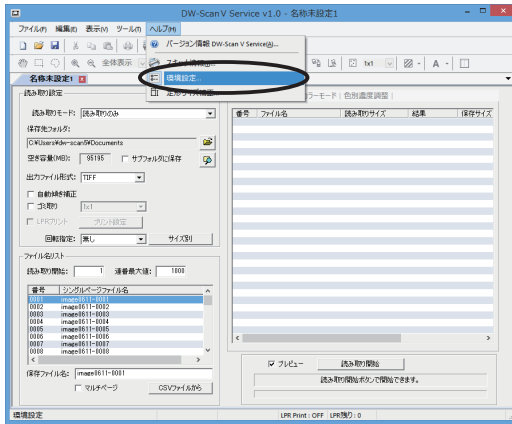 DW-Scan V Service v1.0 - 名称未設定1
ファイル(F) 編集(E) 表示(V) ツール(T) ヘルプ(H)
バージョン情報 DW-Scan V Service(A)...
全体表示
1x1
環境設定...
名称未設定1
読み取り設定
カラーモード 色別濃度調整
読み取りモード: 読み取りのみ
保存先フォルダ:
C:¥Users¥dw-scan5¥Documents
空き容量(MB): 95195 サブフォルダに保存
出力ファイル形式: TIFF
自動傾き補正
ゴミ取り 1x1
LPRプリント プリント設定
回転指定: 無し サイズ別
ファイル名リスト
読み取り開始: 1 連番最大値: 1000
番号 シングルページファイル名
0001 image0611-0001
0002 image0611-0002
0003 image0611-0003
0004 image0611-0004
0005 image0611-0005
0006 image0611-0006
0007 image0611-0007
0008 image0611-0008
保存ファイル名: image0611-0001
マルチページ CSVファイルから
番号 ファイル名 読み取りサイズ 結果 保存サイズ
プレビュー 読み取り開始
読み取り開始ボタンで開始できます。
環境設定 LPR Print : OFF LPR残り : 0